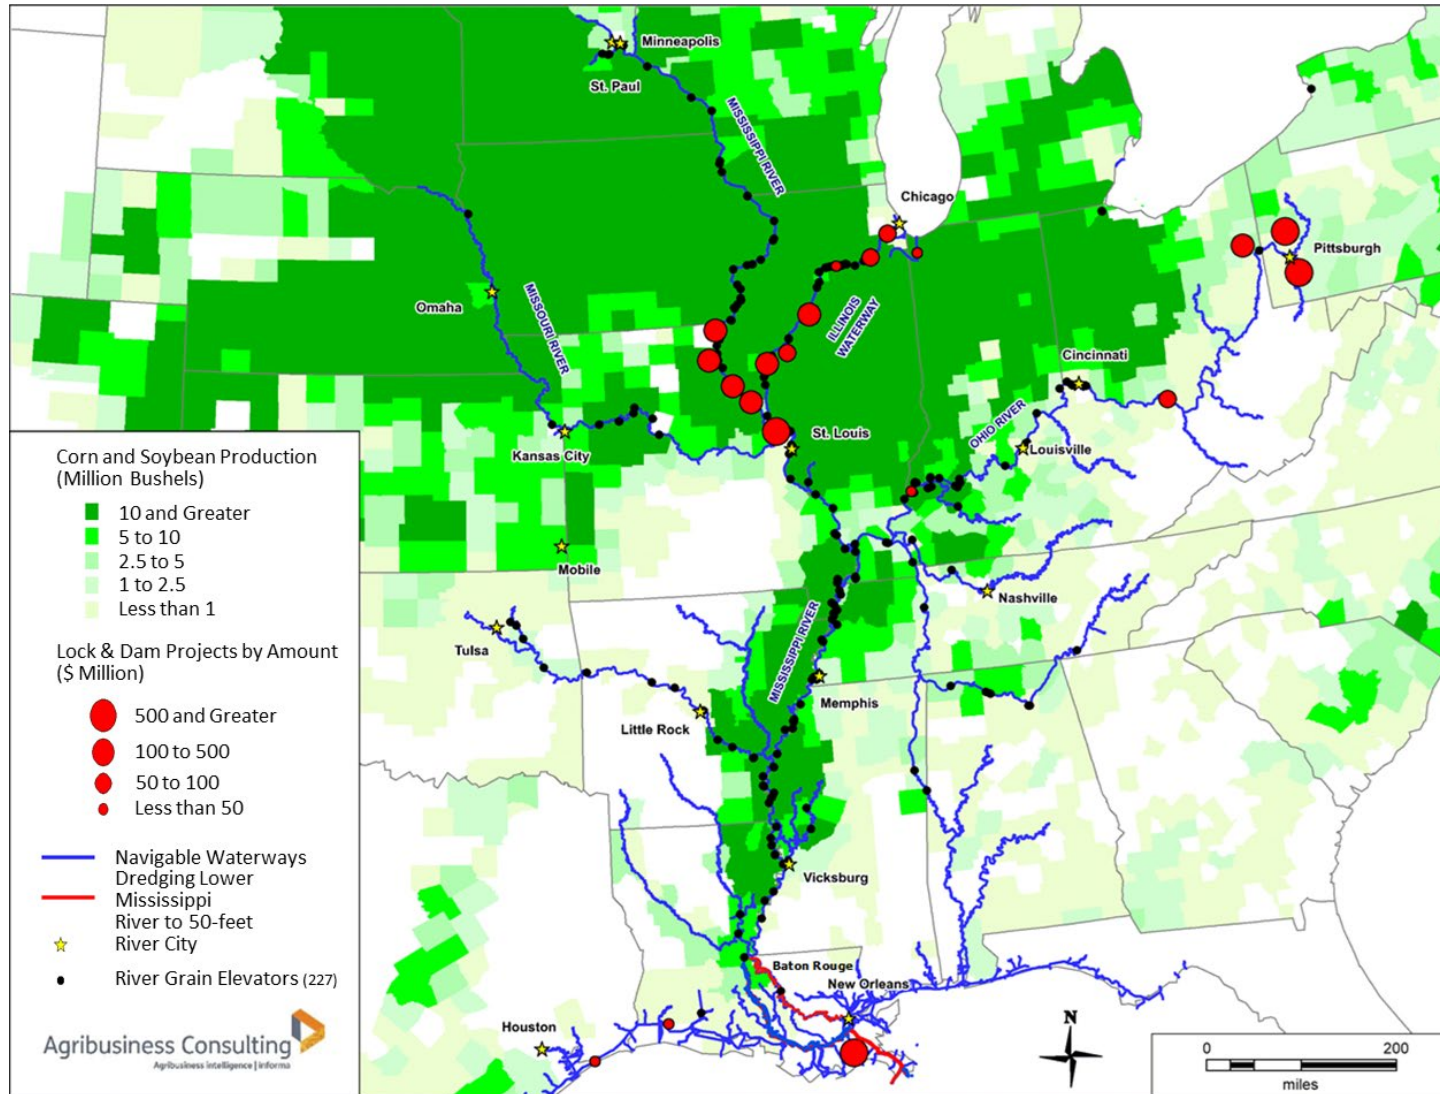 Minneapolis
St. Paul
MISSISSIPPI RIVER
Chicago
Pittsburgh
Omaha
MISSOURI RIVER
ILLINOIS
WATERWAY
Cincinnati
OHIO RIVER
St. Louis
Louisville
Kansas City
Mobile
Nashville
Tulsa
MISSISSIPPI RIVER
Memphis
Little Rock
Vicksburg
Baton Rouge
New Orleans
Houston
Corn and Soybean Production
(Million Bushels)
10 and Greater
5 to 10
2.5 to 5
1 to 2.5
Less than 1
Lock & Dam Projects by Amount
($ Million)
500 and Greater
100 to 500
50 to 100
Less than 50
Navigable Waterways
Dredging Lower
Mississippi
River to 50-feet
River City
River Grain Elevators (227)
Agribusiness Consulting
Agribusiness intelligence | informa
N
0 200
miles